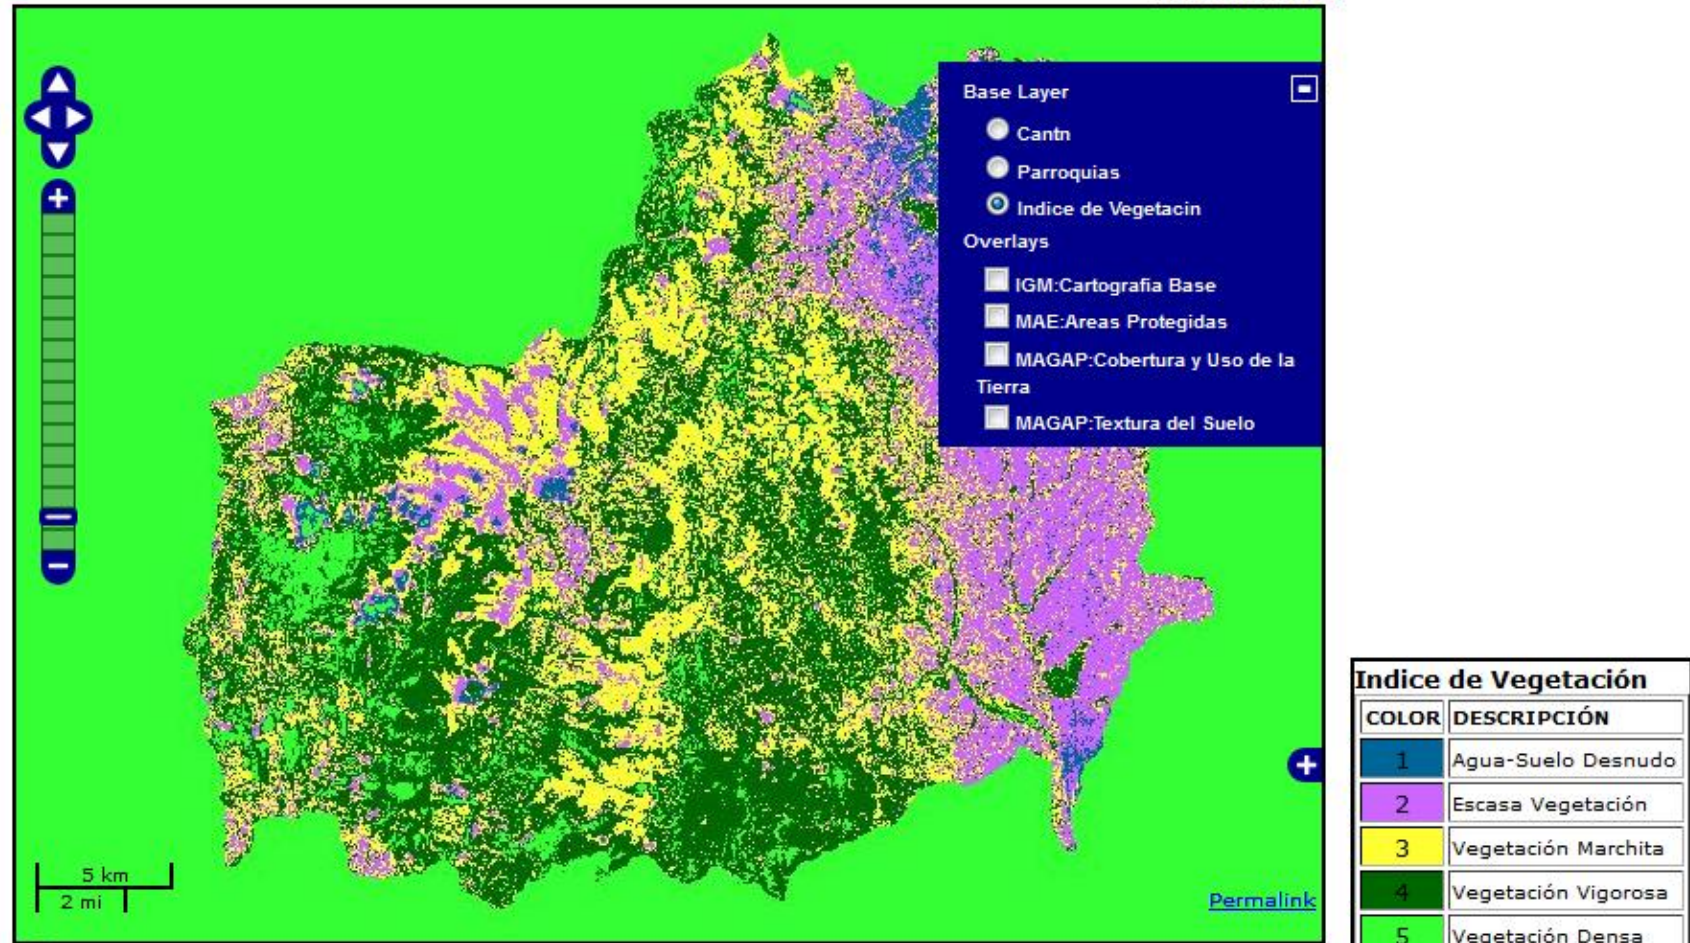 Base Layer
Cantn
Parroquias
Indice de Vegetacin
Overlays
IGM:Cartografia Base
MAE:Areas Protegidas
MAGAP:Cobertura y Uso de la
Tierra
MAGAP:Textura del Suelo
5 km
2 mi
Permalink
Indice de Vegetación
COLOR DESCRIPCIÓN
1 Agua-Suelo Desnudo
2 Escasa Vegetación
3 Vegetación Marchita
4 Vegetación Vigorosa
5 Vegetación Densa